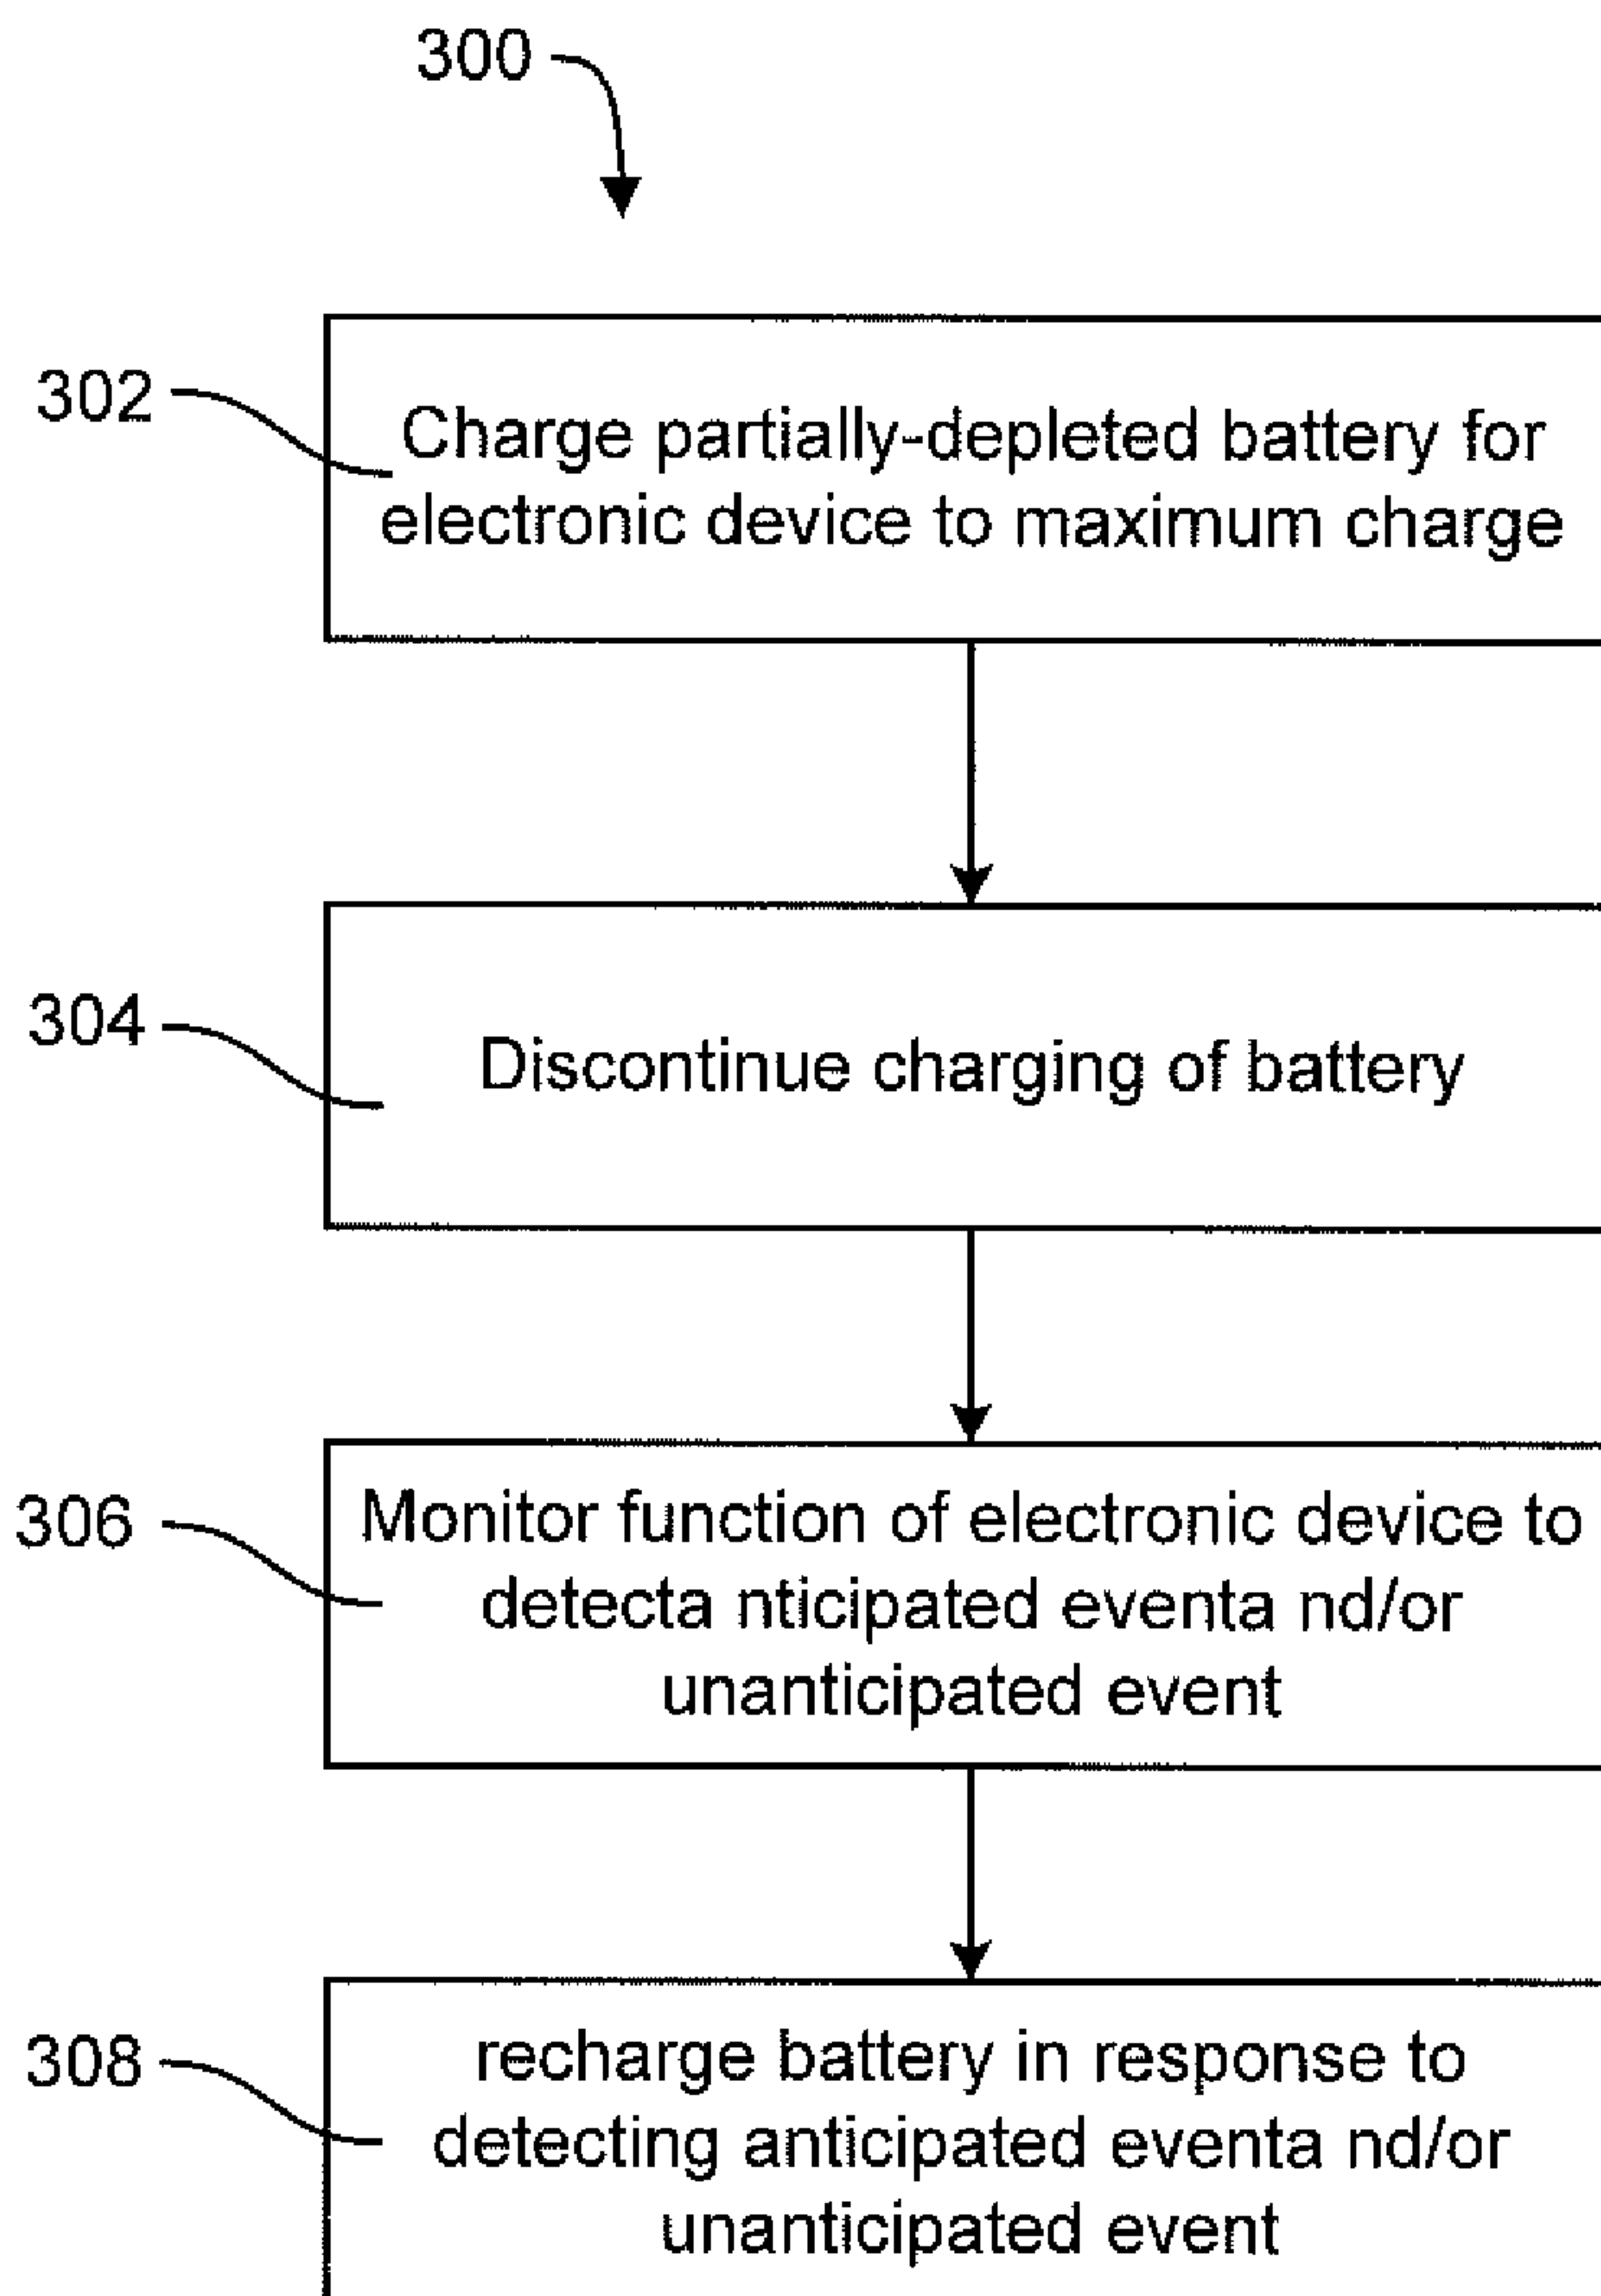 300
302
Charge partially-depleted battery for
electronic device to maximum charge
304
Discontinue charging of battery
306
Monitor function of electronic device to
detecta nticipated eventa nd/or
unanticipated event
308
recharge battery in response to
detecting anticipated eventa nd/or
unanticipated event